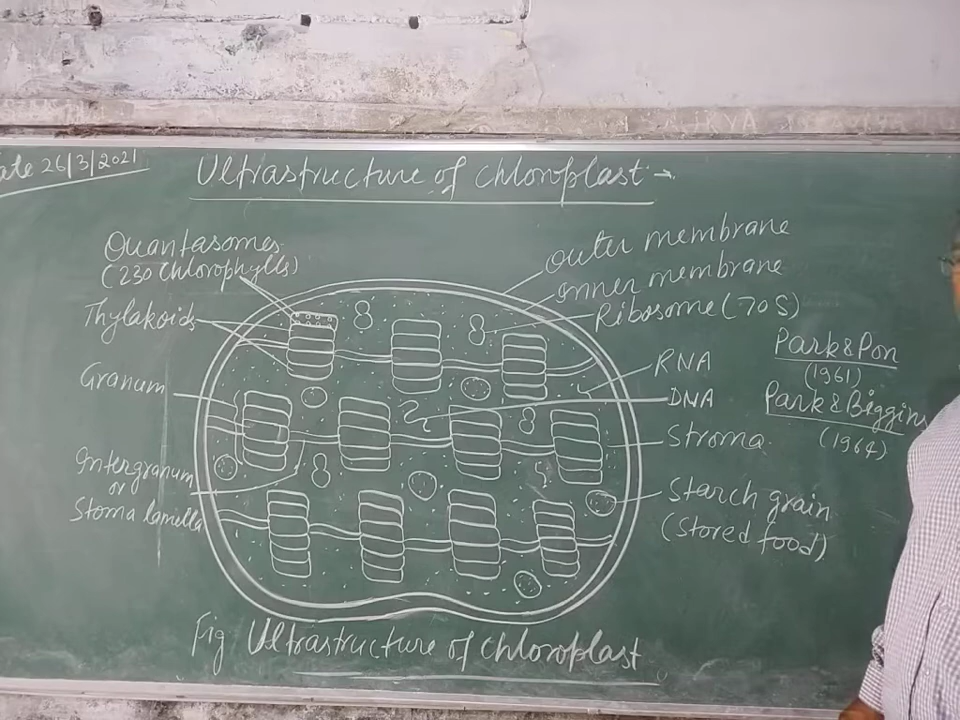 ate 26/3/2021
Ultrastructure of chloroplast →
Quantasomes
(230 chlorophylls)
Thylakoids
Granum
Intergranum
or
Stoma lamella
Outer membrane
Inner membrane
Ribosome (70S)
RNA
DNA
Stroma
Starch grain
(Stored food)
Park & Pon
(1961)
Park & Biggins
(1964)
Fig Ultrastructure of chloroplast